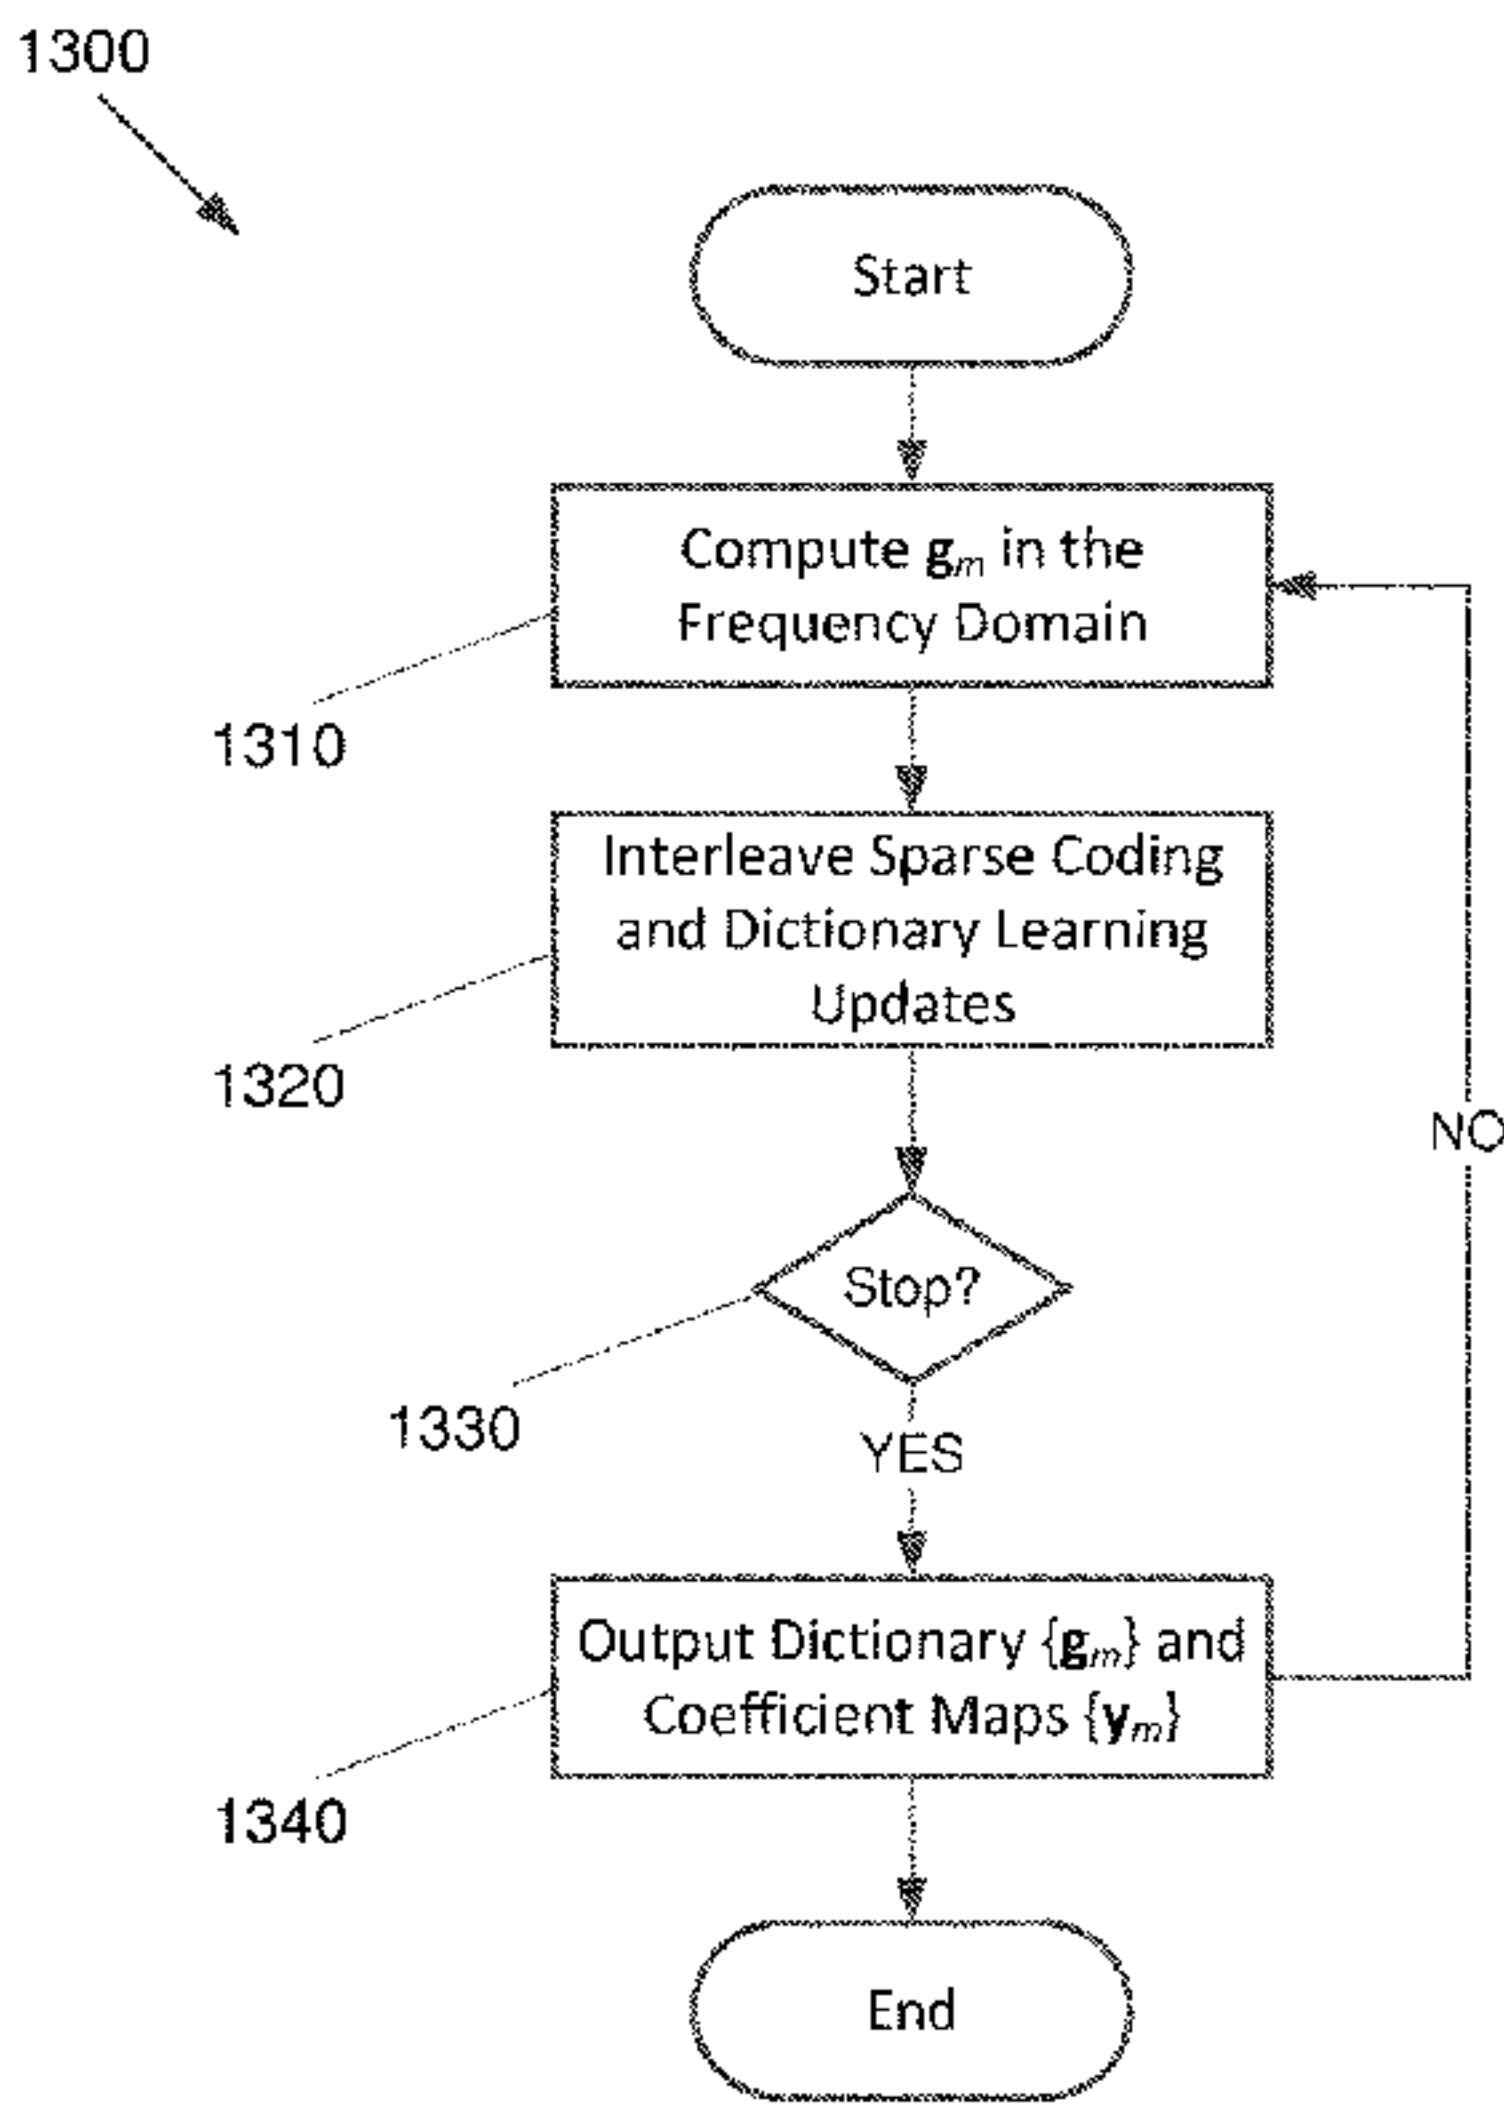 1300
Start
Compute gm in the
Frequency Domain
1310
Interleave Sparse Coding
and Dictionary Learning
Updates
1320
NO
Stop?
1330
YES
Output Dictionary {gm} and
Coefficient Maps {ym}
1340
End